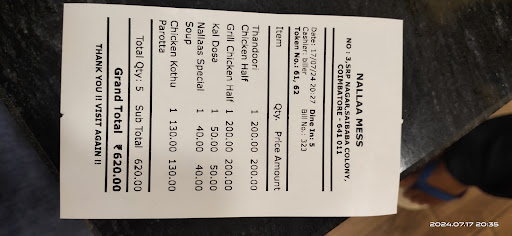 NALLAA MESS
NO : 3,SRP NAGAR,SAIBABA COLONY,
COIMBATORE - 641 011
Date: 17/07/24 20:27 Dine In: 5
Cashier: biller Bill No.: 323
Token No.: 61, 62
Item Qty. Price Amount
Thandoori 1 200.00 200.00
Chicken Half
Grill Chicken Half 1 200.00 200.00
Kal Dosa 1 50.00 50.00
Nallaas Special 1 40.00 40.00
Soup
Chicken Kothu 1 130.00 130.00
Parotta
Total Qty: 5 Sub Total 620.00
Grand Total ₹ 620.00
THANK YOU !! VISIT AGAIN !!
2024.07.17 20:35